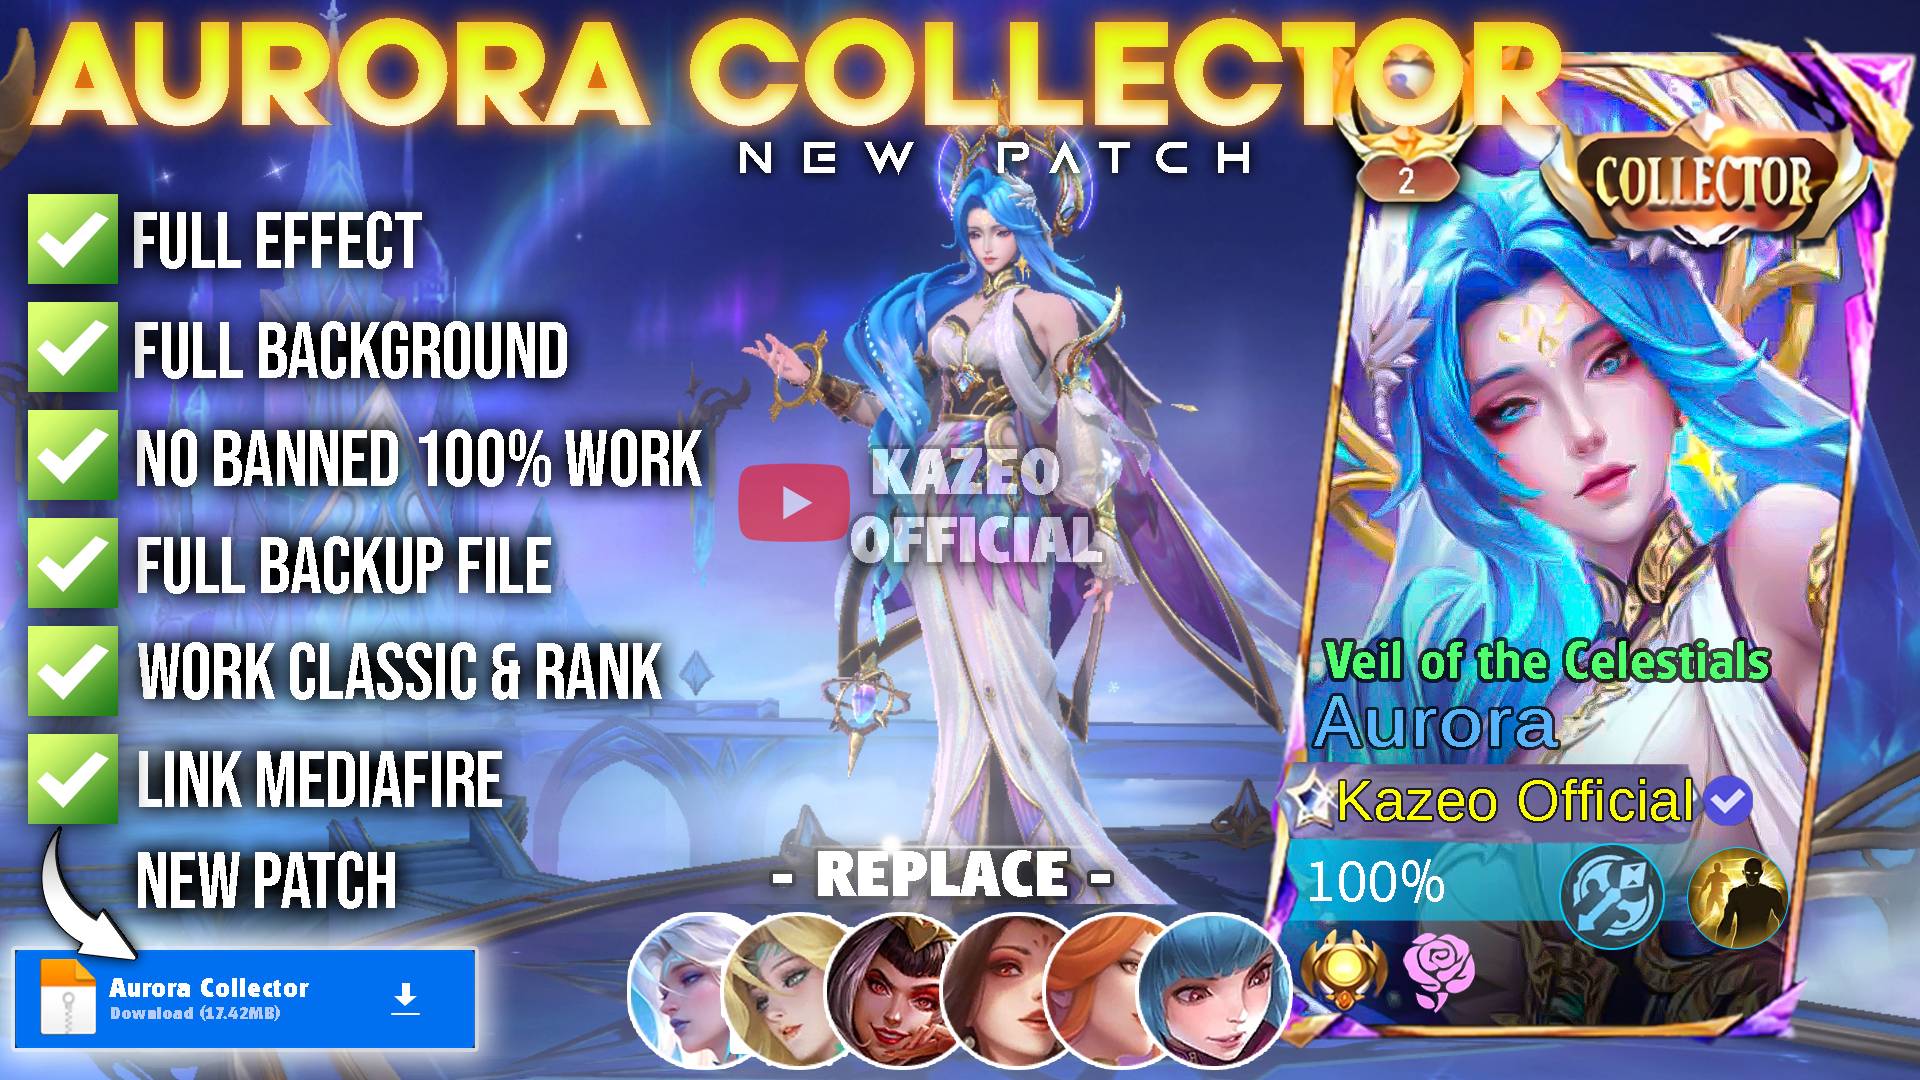 AURORA COLLECTOR
NEW PATCH
2
COLLECTOR
FULL EFFECT
FULL BACKGROUND
NO BANNED 100% WORK
KAZEO
OFFICIAL
FULL BACKUP FILE
WORK CLASSIC & RANK
Veil of the Celestials
Aurora
LINK MEDIAFIRE
Kazeo Official
NEW PATCH
- REPLACE -
100%
Aurora Collector
Download (17.42MB)